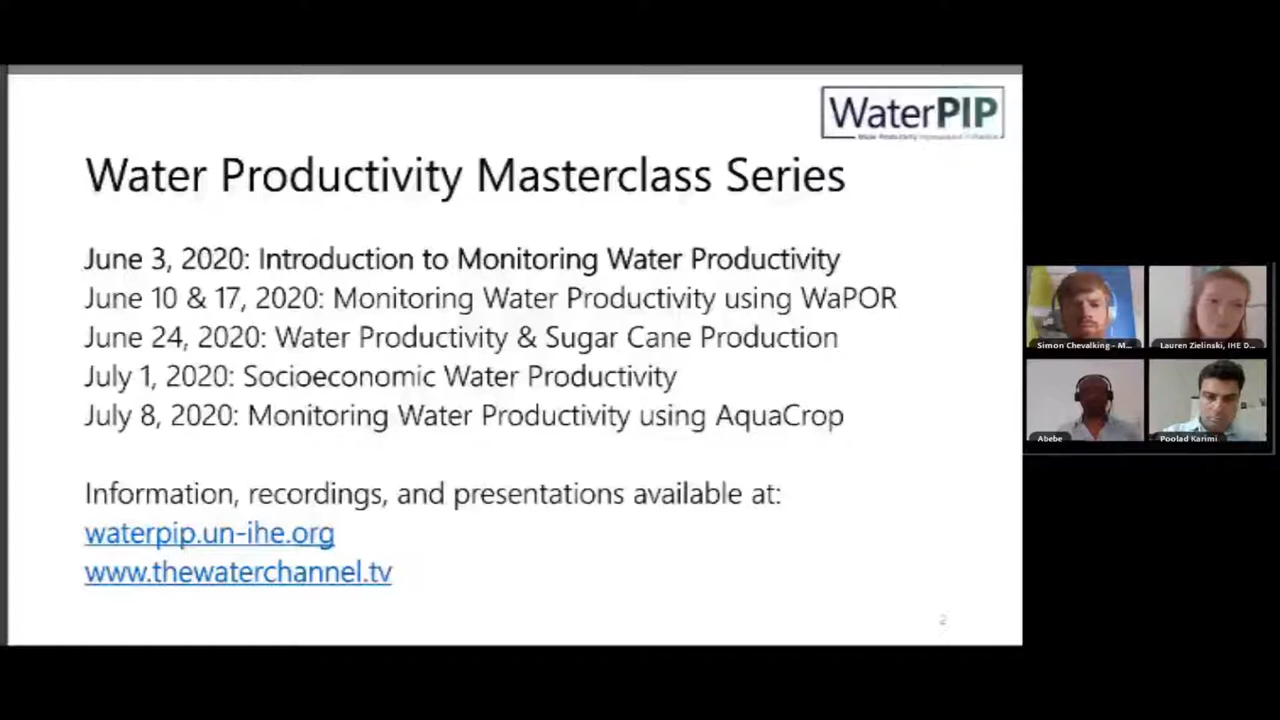 WaterPIP
Water Productivity Masterclass Series
June 3, 2020: Introduction to Monitoring Water Productivity
June 10 & 17, 2020: Monitoring Water Productivity using WaPOR
June 24, 2020: Water Productivity & Sugar Cane Production
July 1, 2020: Socioeconomic Water Productivity
July 8, 2020: Monitoring Water Productivity using AquaCrop
Information, recordings, and presentations available at:
waterpip.un-ihe.org
www.thewaterchannel.tv
2
Simon Chevalking - M...
Lauren Zielinski, IHE D...
Abebe
Poolad Karimi